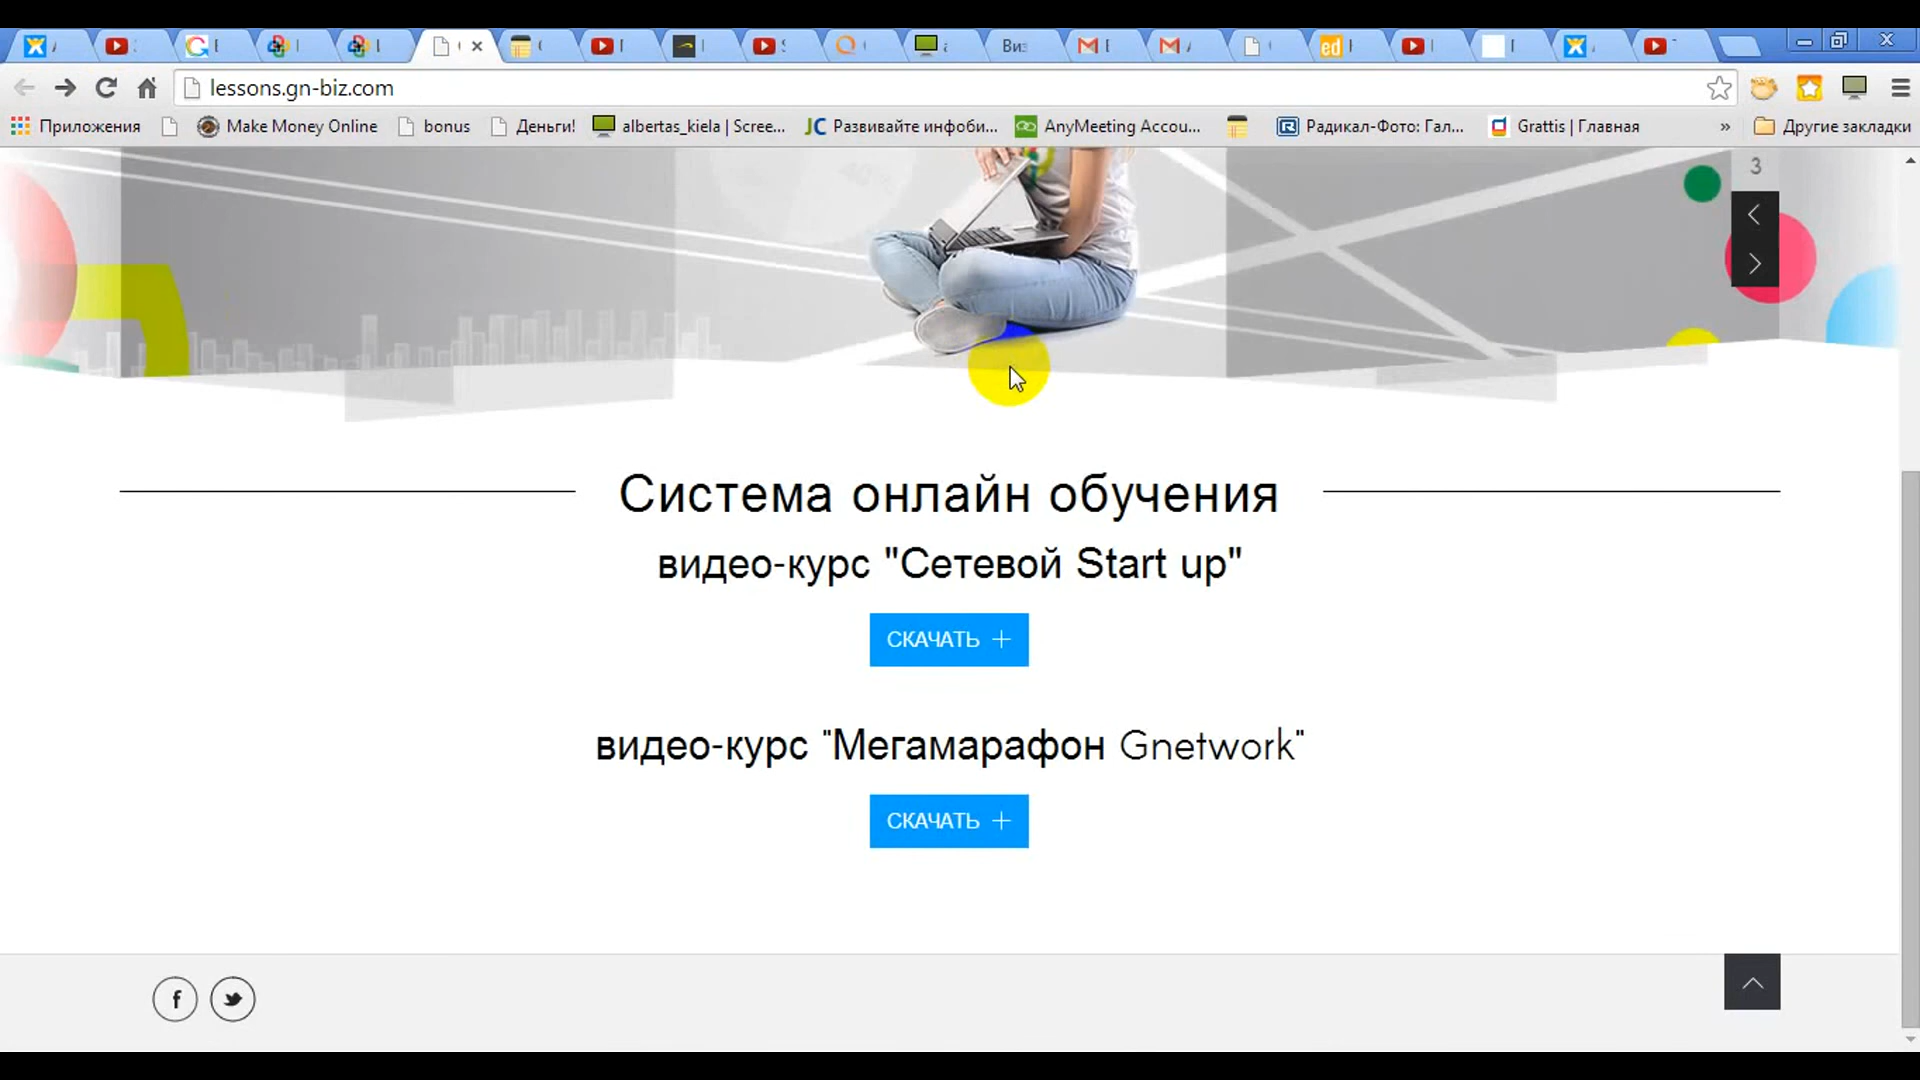 lessons.gn-biz.com
Приложения Make Money Online bonus Деньги! albertas_kiela | Scree... Развивайте инфоби... AnyMeeting Accou... Радикал-Фото: Гал... Grattis | Главная » Другие закладки
3
Система онлайн обучения
видео-курс "Сетевой Start up"
СКАЧАТЬ
видео-курс "Мегамарафон Gnetwork"
СКАЧАТЬ